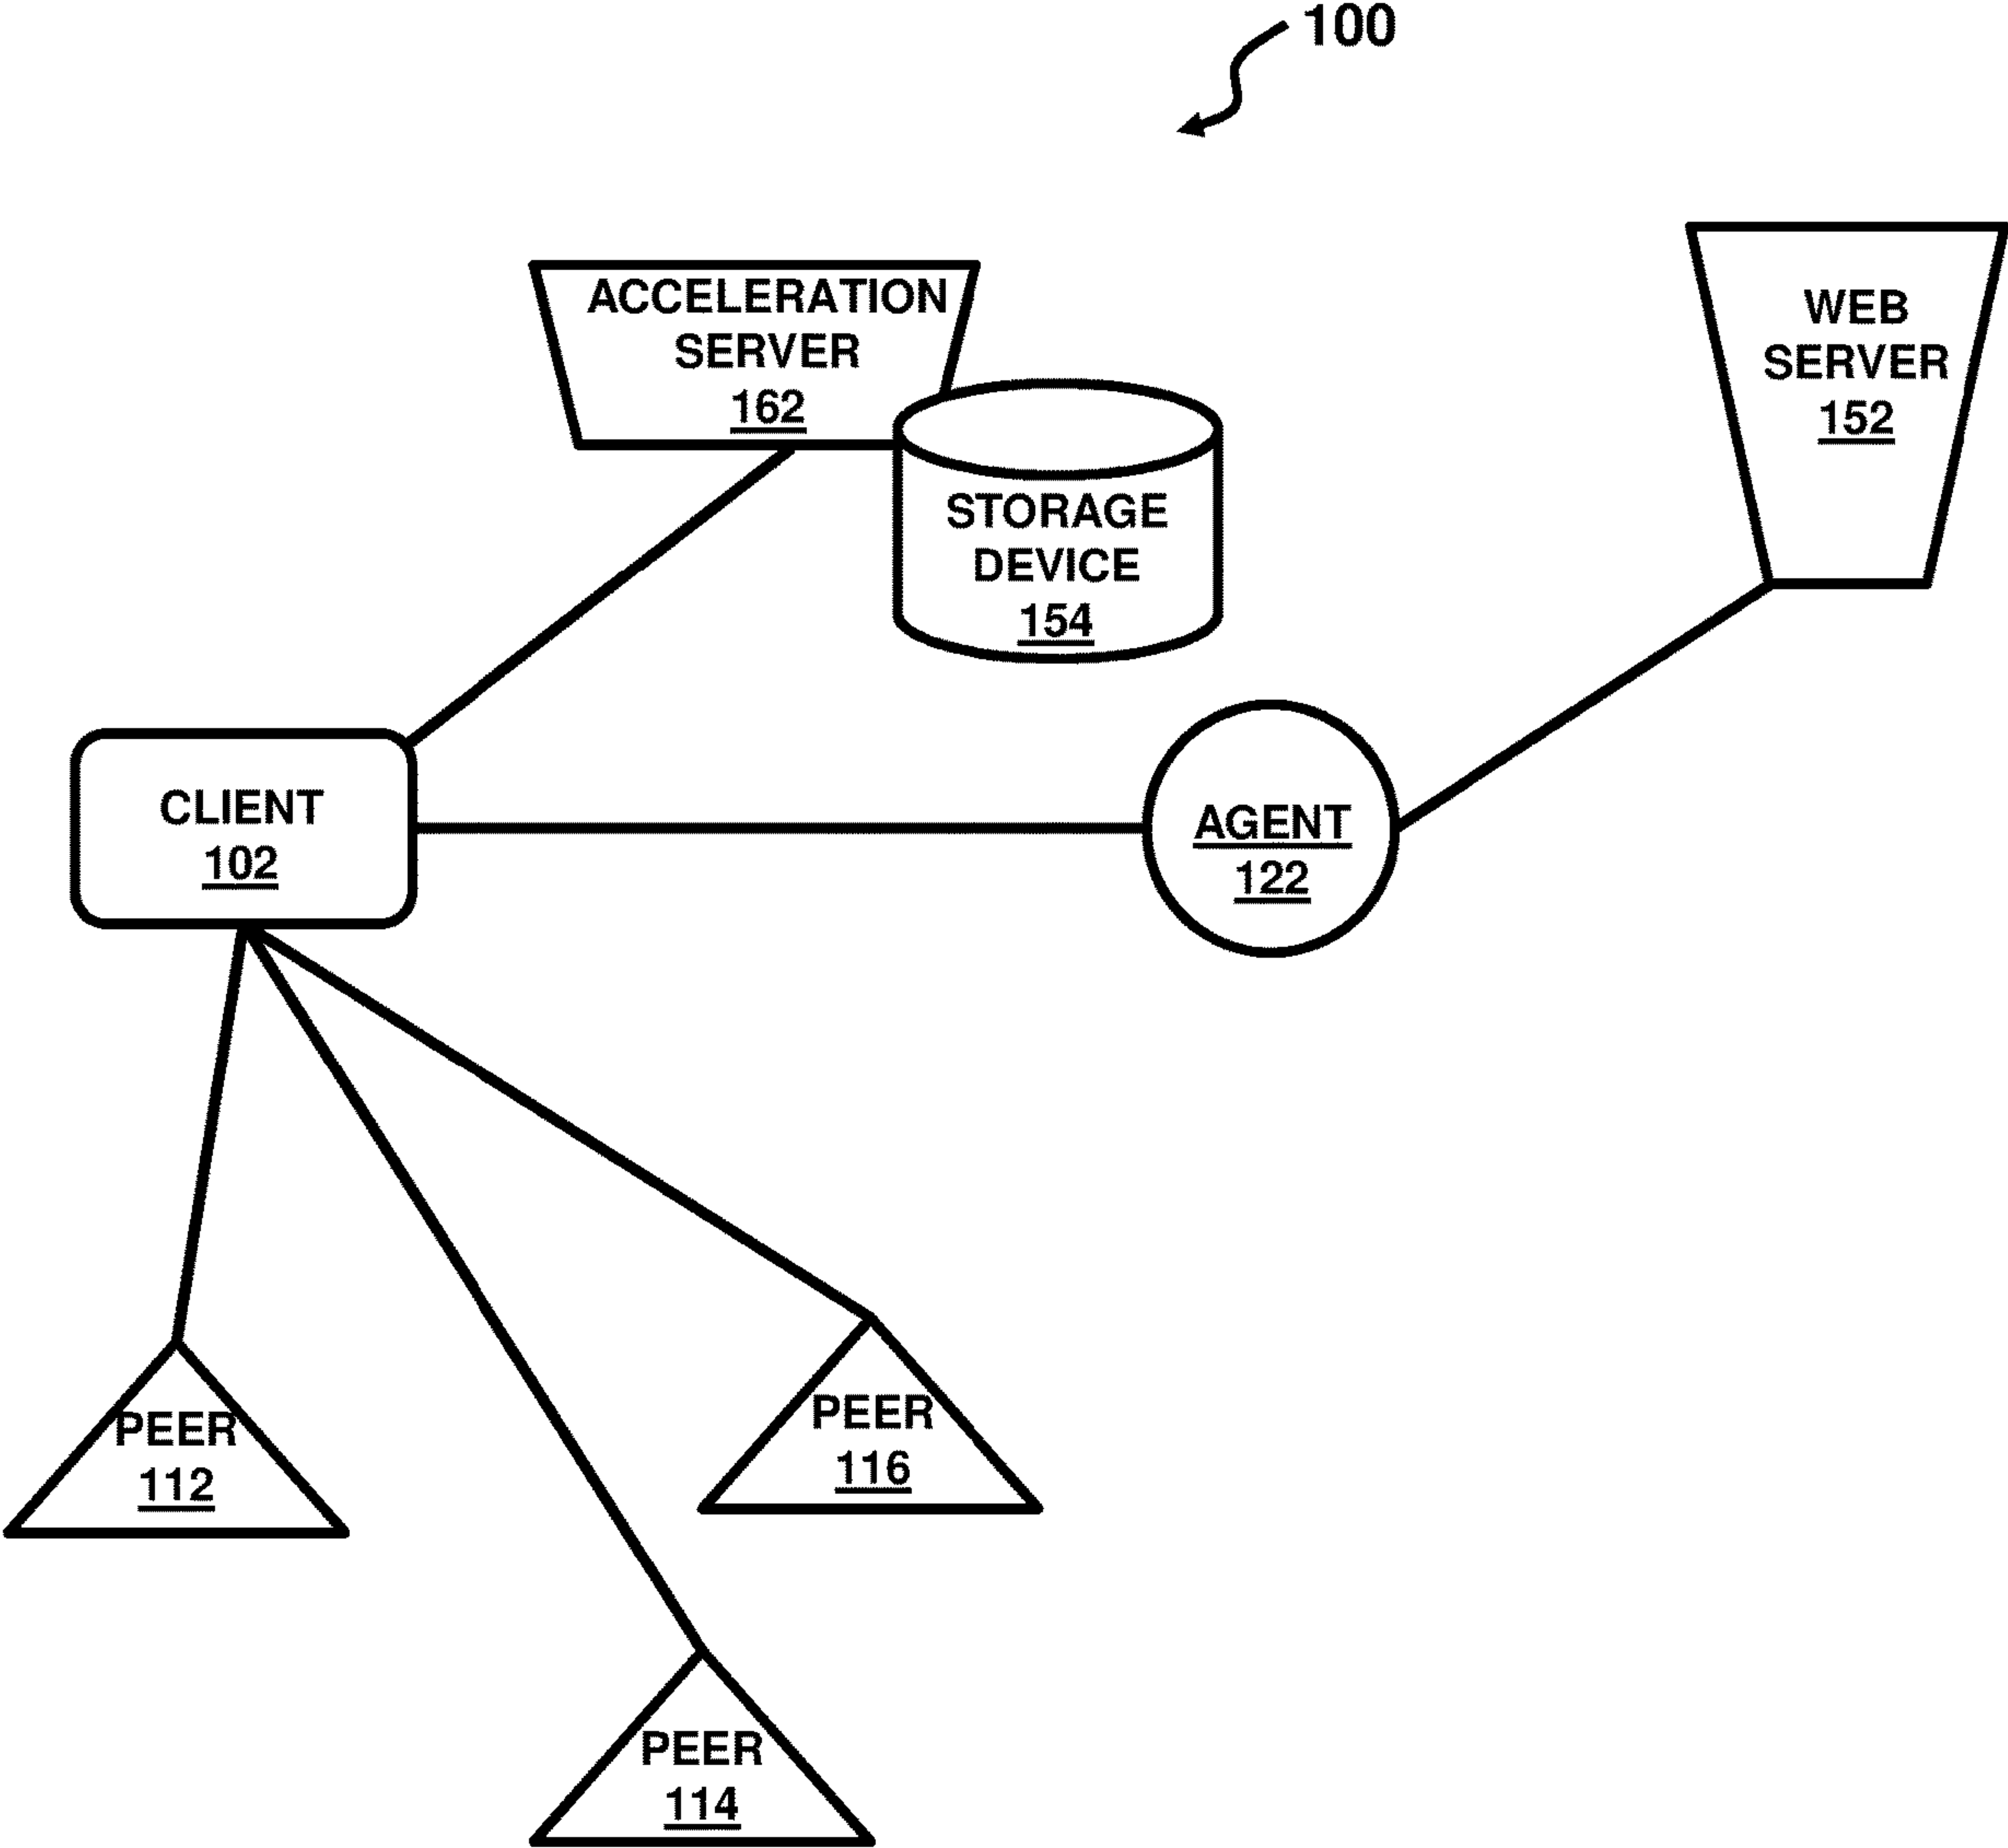 100
ACCELERATION
SERVER
162
WEB
SERVER
152
STORAGE
DEVICE
154
CLIENT
102
AGENT
122
PEER
112
PEER
116
PEER
114